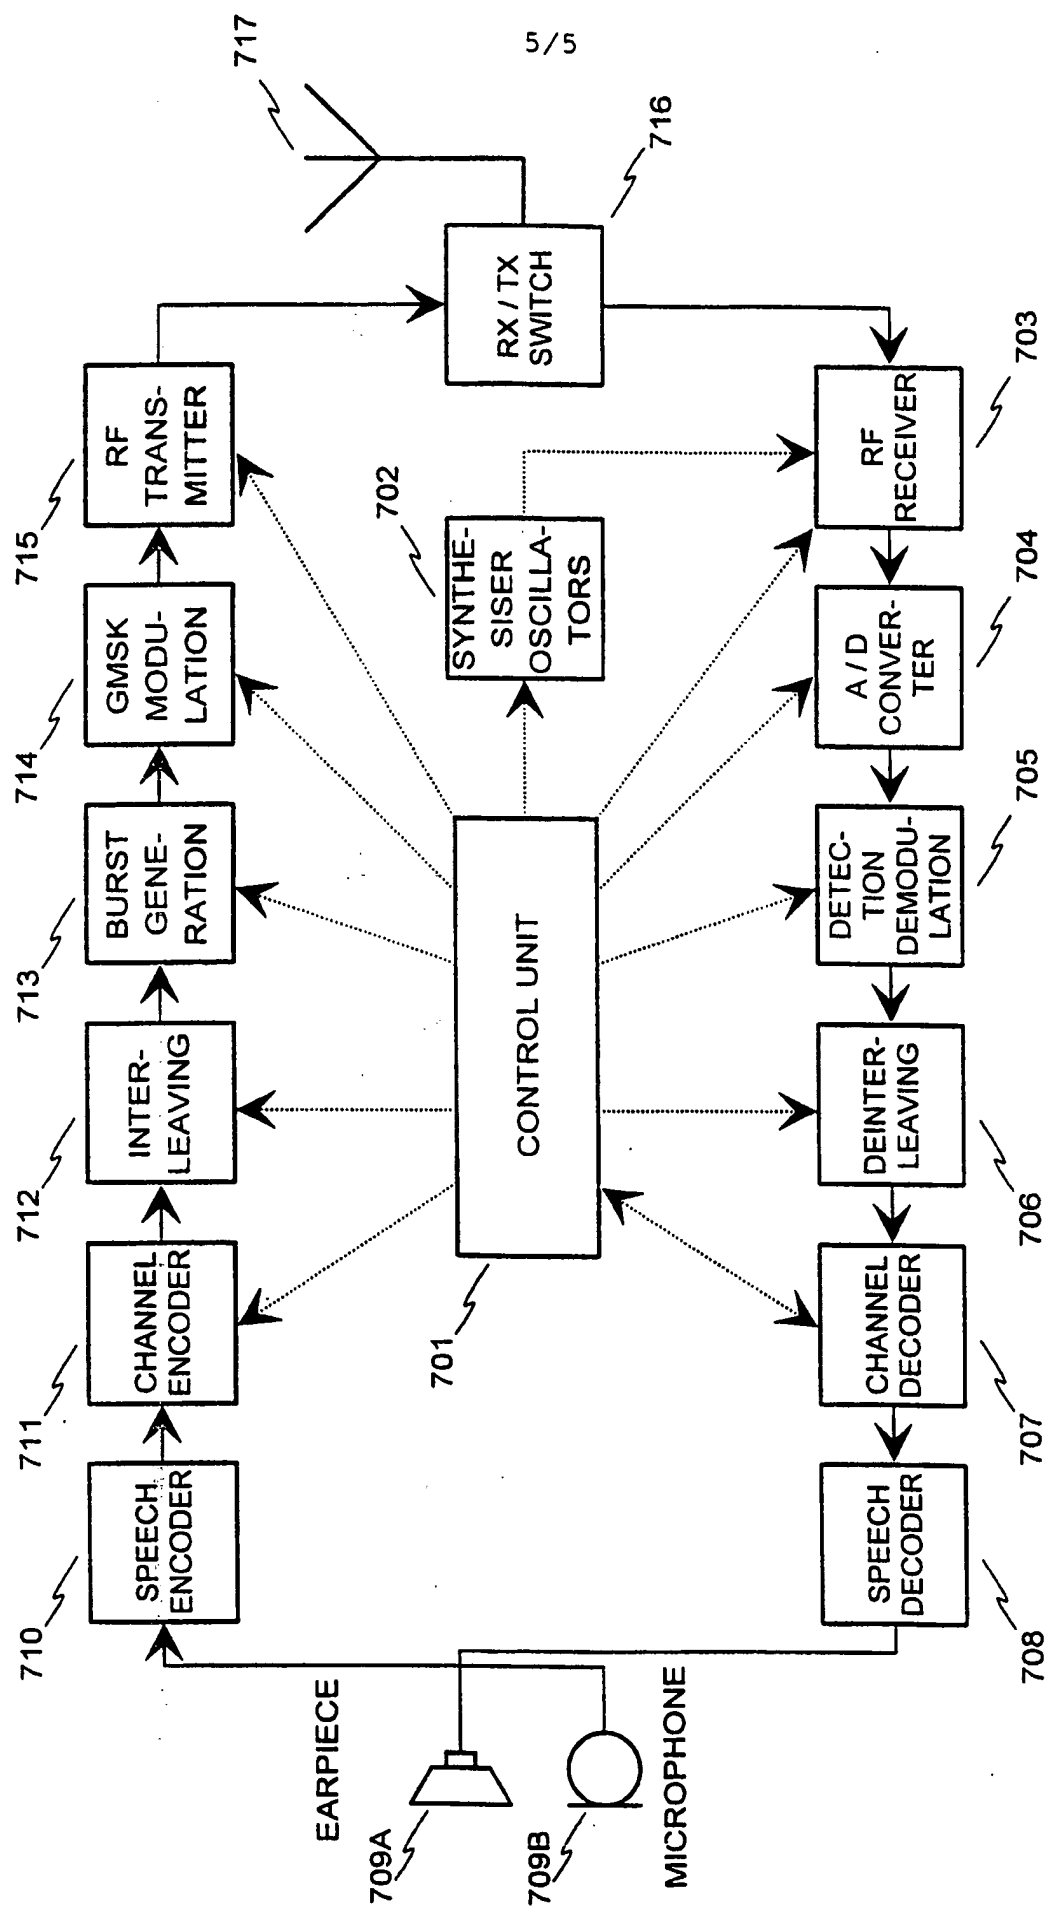 5/5
710
711
712
713
714
715
717
SPEECH
ENCODER
CHANNEL
ENCODER
INTER-
LEAVING
BURST
GENE-
RATION
GMSK
MODU-
LATION
RF
TRANS-
MITTER
EARPIECE
709A
709B
MICROPHONE
701
CONTROL UNIT
702
SYNTHE-
SISER
OSCILLA-
TORS
RX / TX
SWITCH
716
SPEECH
DECODER
CHANNEL
DECODER
DEINTER-
LEAVING
DETEC-
TION
DEMODU-
LATION
A / D
CONVER-
TER
RF
RECEIVER
708
707
706
705
704
703